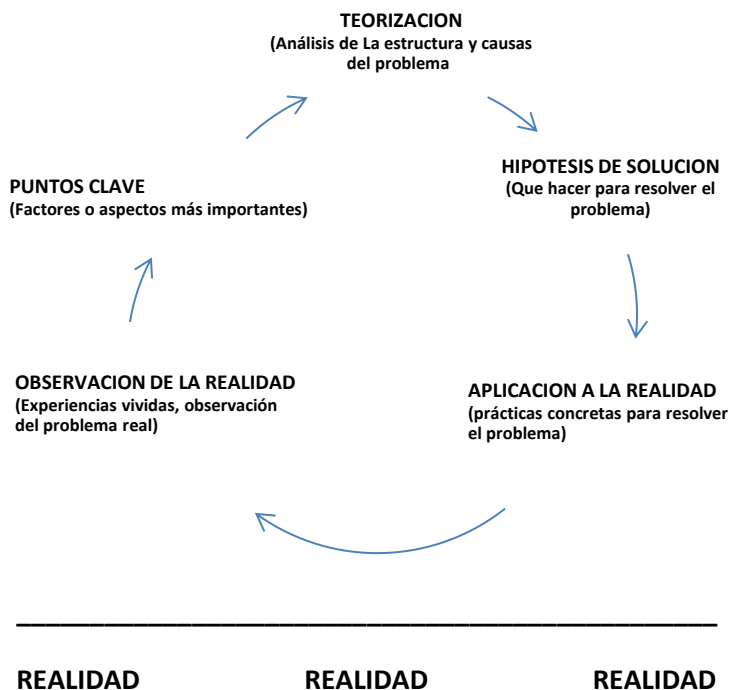 TEORIZACION
(Análisis de La estructura y causas
del problema
HIPOTESIS DE SOLUCION
(Que hacer para resolver el
problema)
PUNTOS CLAVE
(Factores o aspectos más importantes)
OBSERVACION DE LA REALIDAD
(Experiencias vividas, observación
del problema real)
APLICACION A LA REALIDAD
(prácticas concretas para resolver
el problema)
REALIDAD REALIDAD REALIDAD